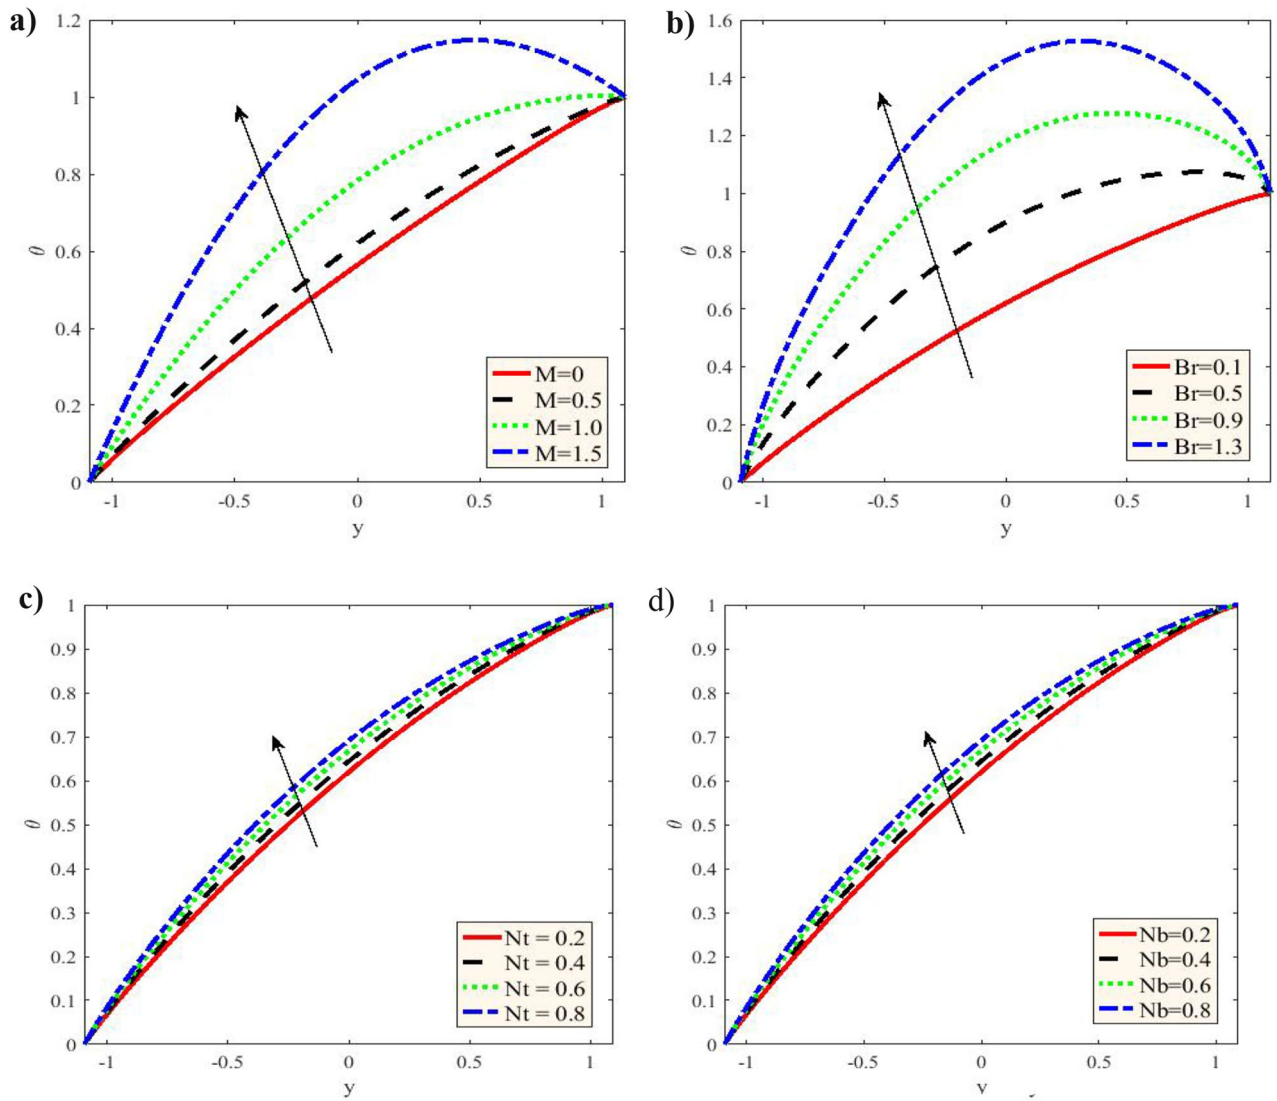 a)
1.2
1
0.8
0.6
0.4
0.2
0
θ
-1
-0.5
0
0.5
1
y
M=0
M=0.5
M=1.0
M=1.5
b)
1.6
1.4
1.2
1
0.8
0.6
0.4
0.2
0
θ
-1
-0.5
0
0.5
1
y
Br=0.1
Br=0.5
Br=0.9
Br=1.3
c)
1
0.9
0.8
0.7
0.6
0.5
0.4
0.3
0.2
0.1
0
θ
-1
-0.5
0
0.5
1
y
Nt = 0.2
Nt = 0.4
Nt = 0.6
Nt = 0.8
d)
1
0.9
0.8
0.7
0.6
0.5
0.4
0.3
0.2
0.1
0
θ
-1
-0.5
0
0.5
1
Nb=0.2
Nb=0.4
Nb=0.6
Nb=0.8